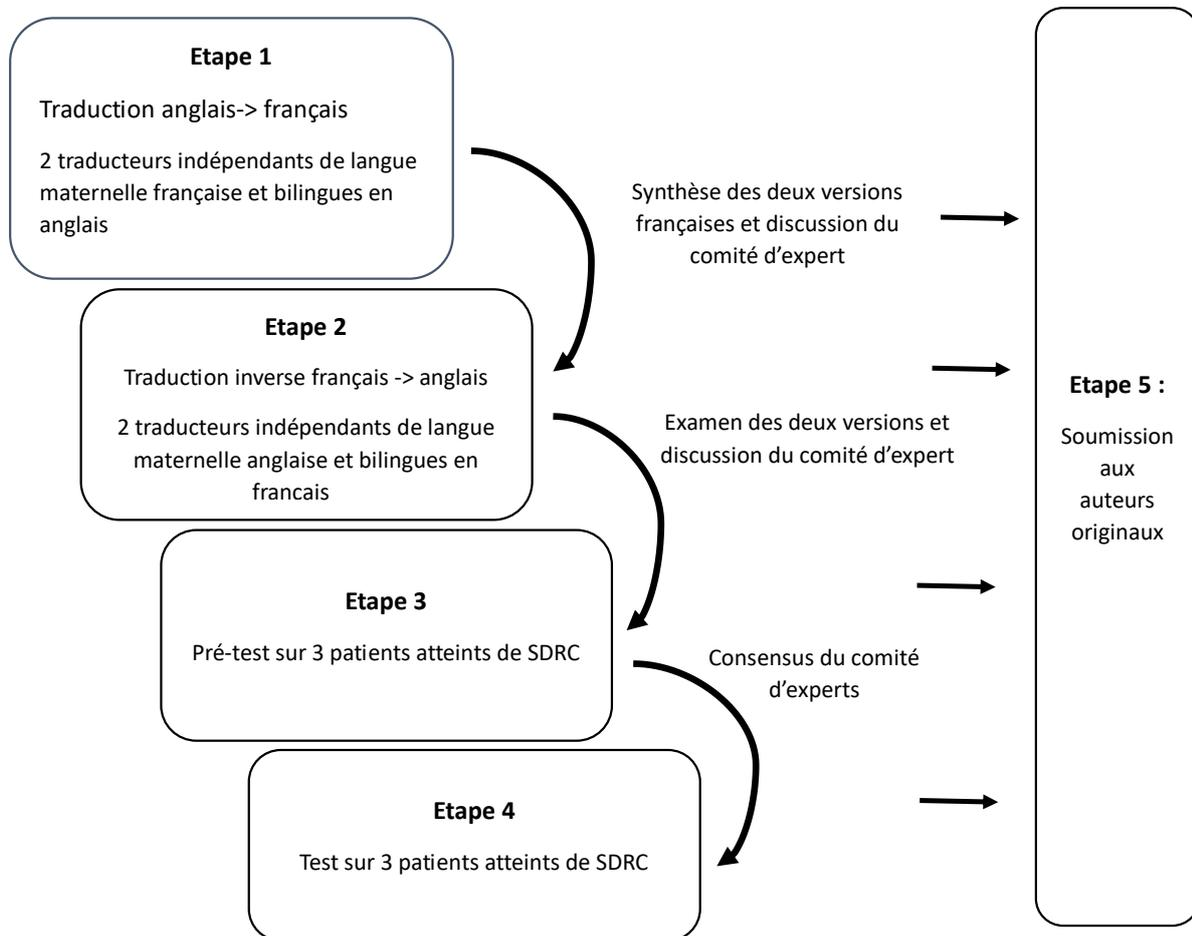 Etape 1
Traduction anglais-> français
2 traducteurs indépendants de langue
maternelle française et bilingues en
anglais
Synthèse des deux versions
françaises et discussion du
comité d’expert
Etape 2
Traduction inverse français -> anglais
2 traducteurs indépendants de langue
maternelle anglaise et bilingues en
francais
Examen des deux versions et
discussion du comité d’expert
Etape 3
Pré-test sur 3 patients atteints de SDRC
Consensus du comité
d’experts
Etape 4
Test sur 3 patients atteints de SDRC
Etape 5 :
Soumission
aux
auteurs
originaux